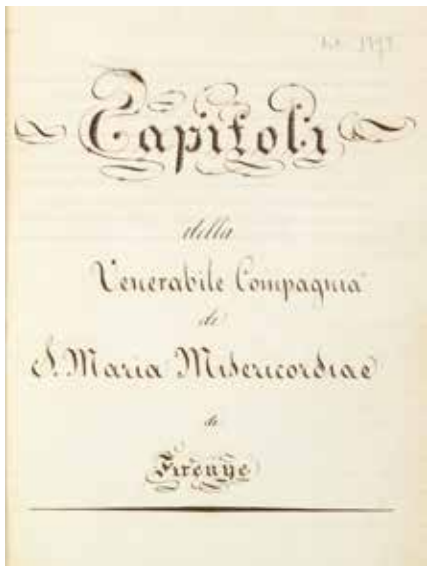 Capitoli
della
Venerabile Compagnia
di
S. Maria Misericordiae
di
Firenze